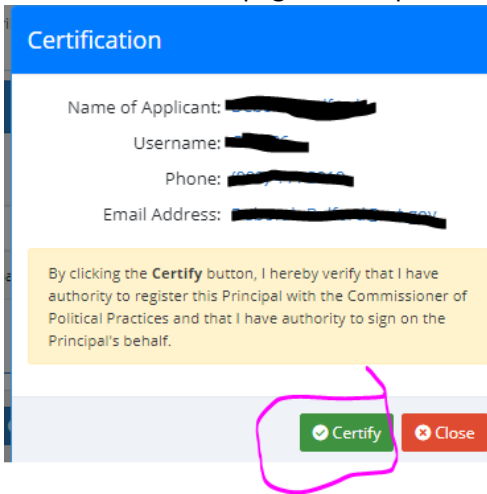 Certification
Name of Applicant:
Username:
Phone:
Email Address:
By clicking the Certify button, I hereby verify that I have
authority to register this Principal with the Commissioner of
Political Practices and that I have authority to sign on the
Principal's behalf.
Certify
Close